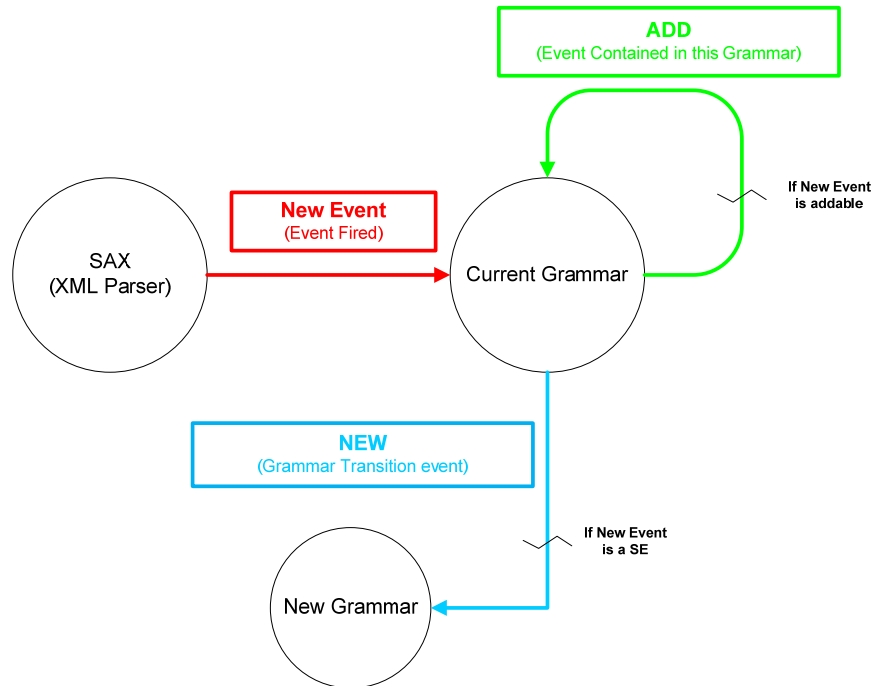 ADD
(Event Contained in this Grammar)
If New Event
is addable
New Event
(Event Fired)
SAX
(XML Parser)
Current Grammar
NEW
(Grammar Transition event)
If New Event
is a SE
New Grammar